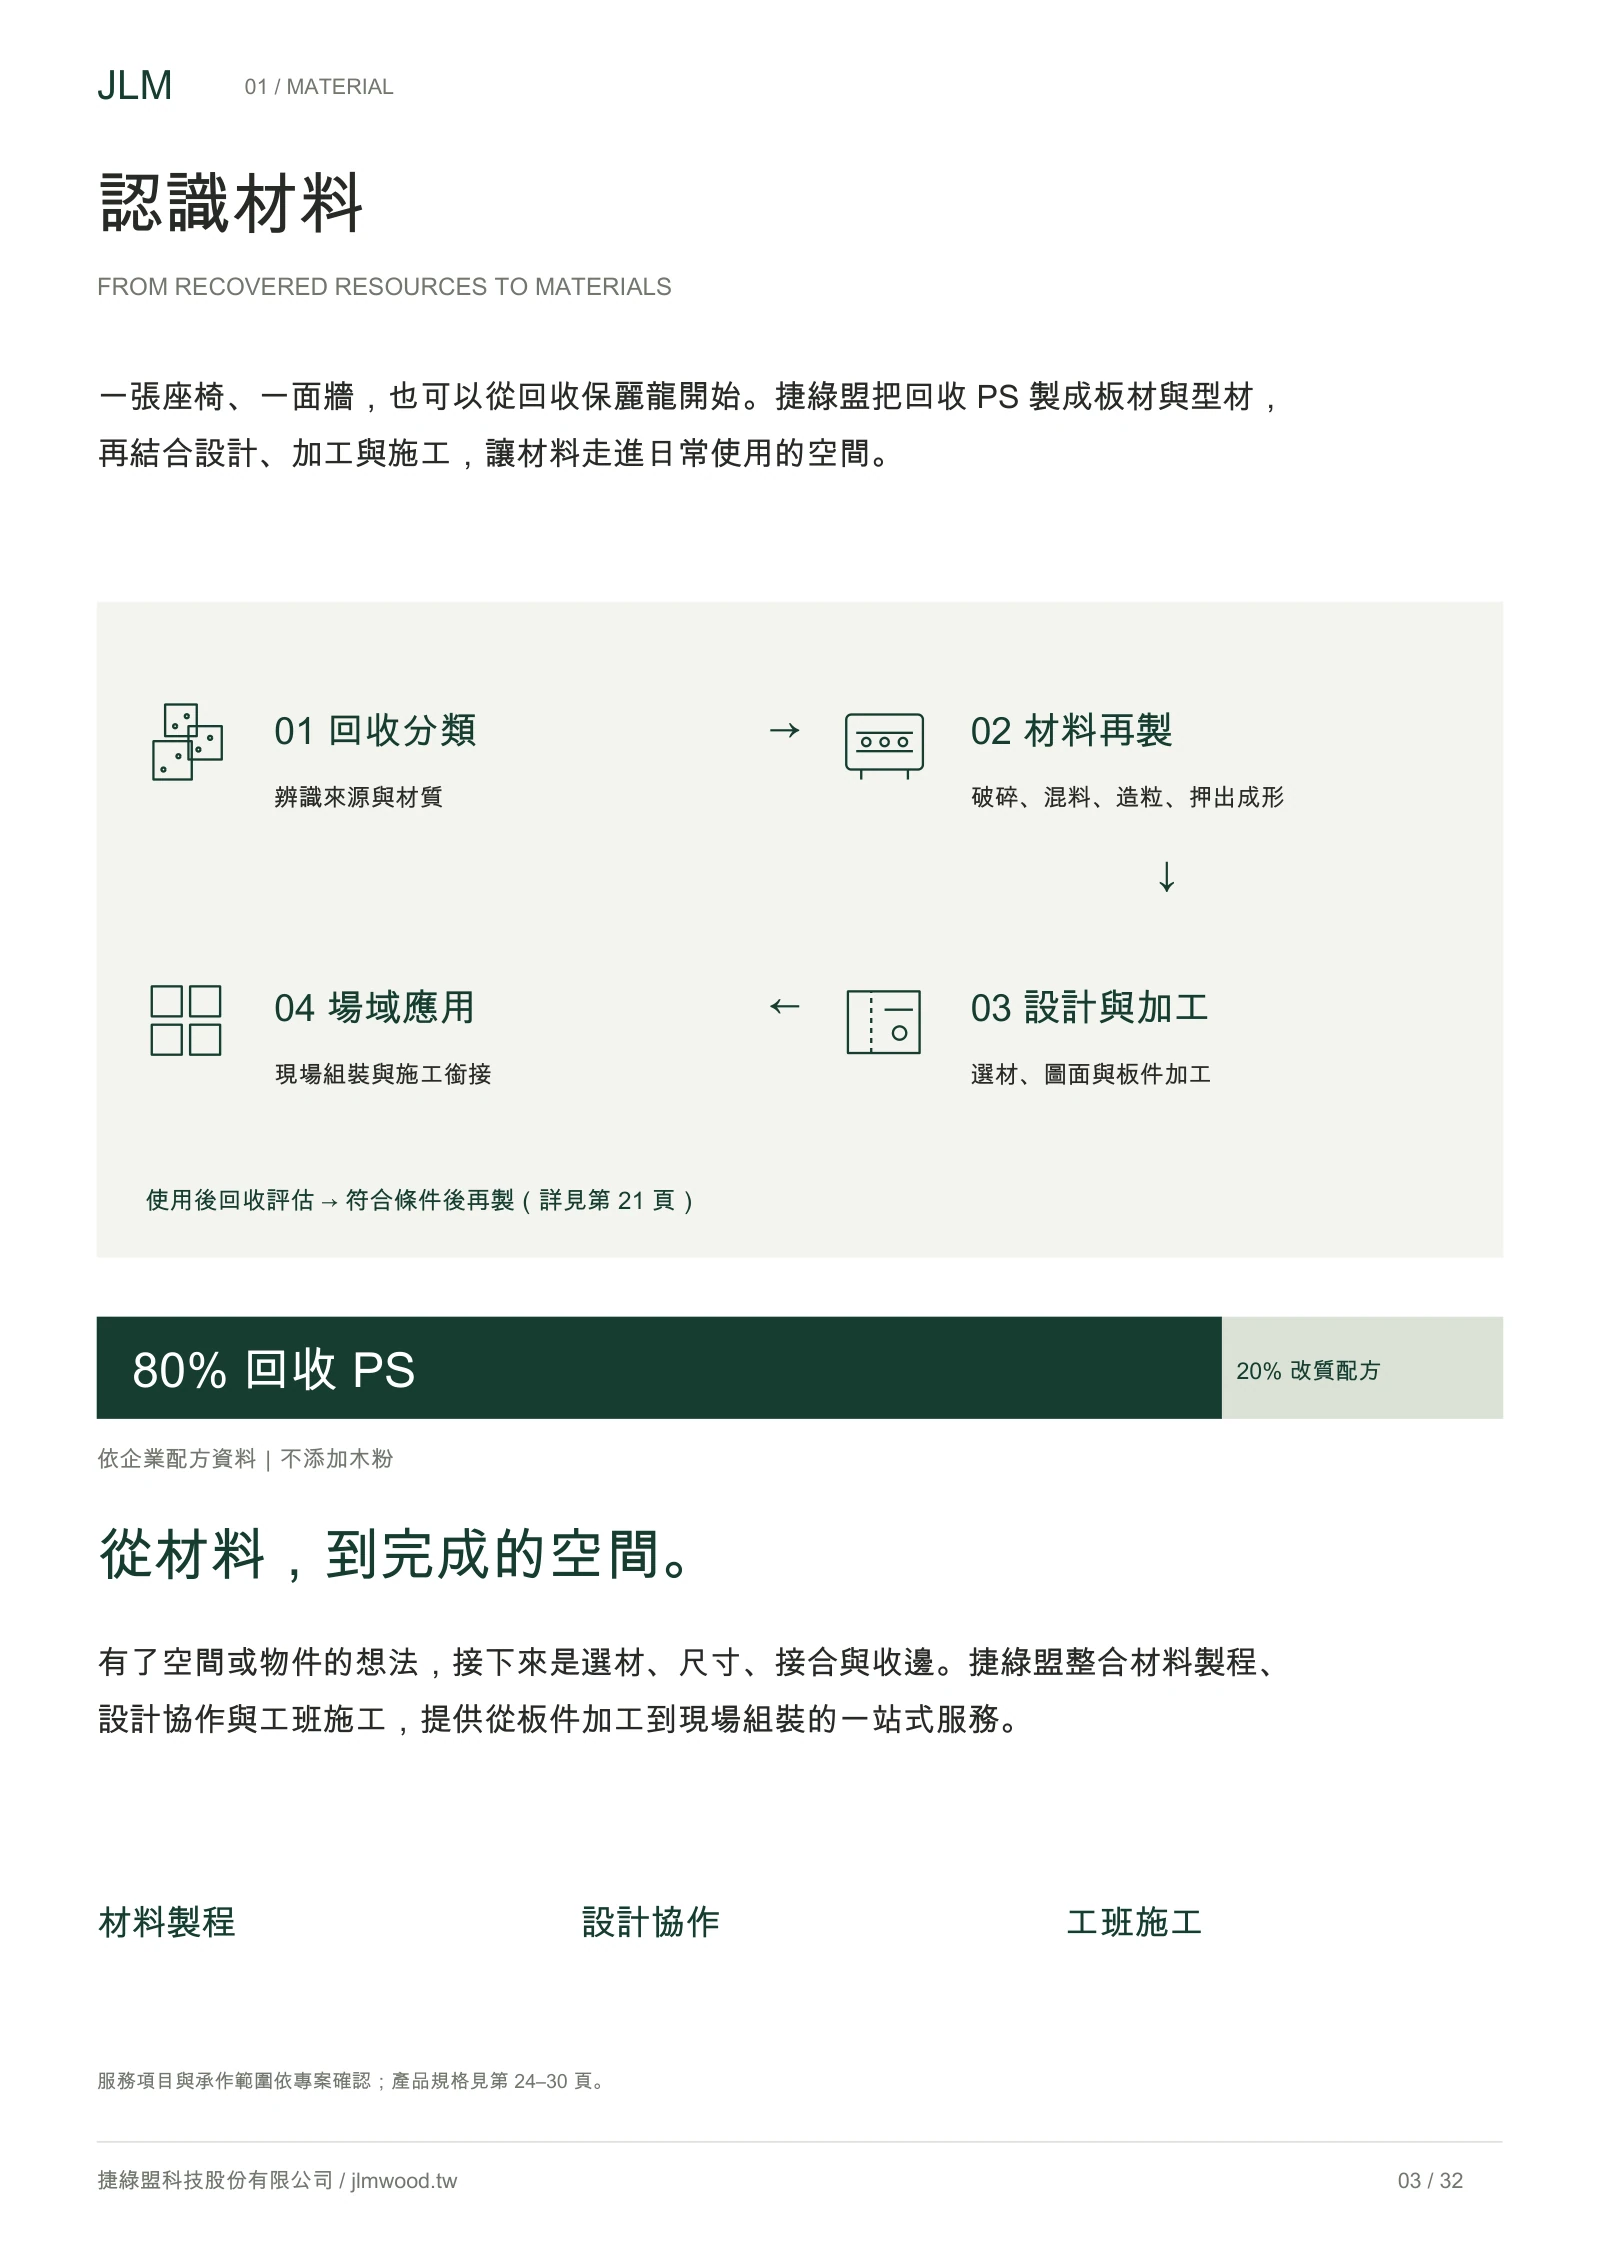 JLM
01 / MATERIAL
認識材料
FROM RECOVERED RESOURCES TO MATERIALS
一張座椅、一面牆，也可以從回收保麗龍開始。捷綠盟把回收 PS 製成板材與型材，
再結合設計、加工與施工，讓材料走進日常使用的空間。
01 回收分類
辨識來源與材質
→
02 材料再製
破碎、混料、造粒、押出成形
↓
03 設計與加工
選材、圖面與板件加工
←
04 場域應用
現場組裝與施工銜接
使用後回收評估 → 符合條件後再製（詳見第 21 頁）
80% 回收 PS
20% 改質配方
依企業配方資料｜不添加木粉
從材料，到完成的空間。
有了空間或物件的想法，接下來是選材、尺寸、接合與收邊。捷綠盟整合材料製程、
設計協作與工班施工，提供從板件加工到現場組裝的一站式服務。
材料製程
設計協作
工班施工
服務項目與承作範圍依專案確認；產品規格見第 24–30 頁。
捷綠盟科技股份有限公司 / jlmwood.tw
03 / 32